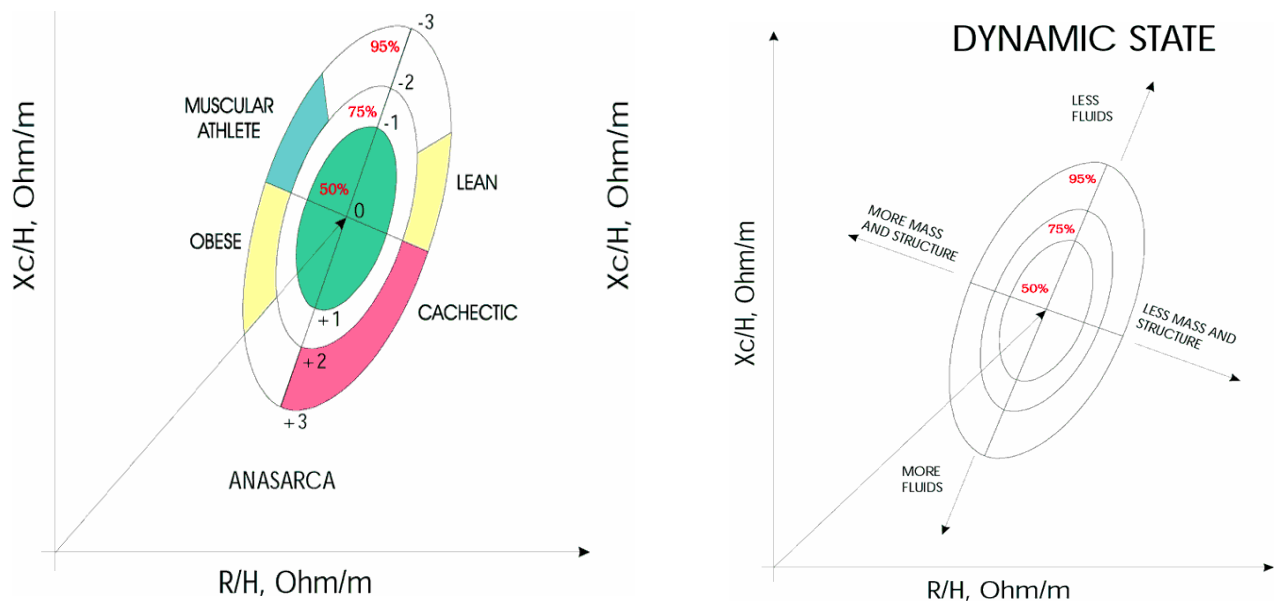 -3
95%
-2
MUSCULAR
ATHLETE
75%
-1
50%
LEAN
0
OBESE
+1
CACHECTIC
+2
+3
ANASARCA
Xc/H, Ohm/m
R/H, Ohm/m
Xc/H, Ohm/m
DYNAMIC STATE
LESS
FLUIDS
95%
MORE MASS
AND STRUCTURE
75%
50%
LESS MASS AND
STRUCTURE
MORE
FLUIDS
Xc/H, Ohm/m
R/H, Ohm/m